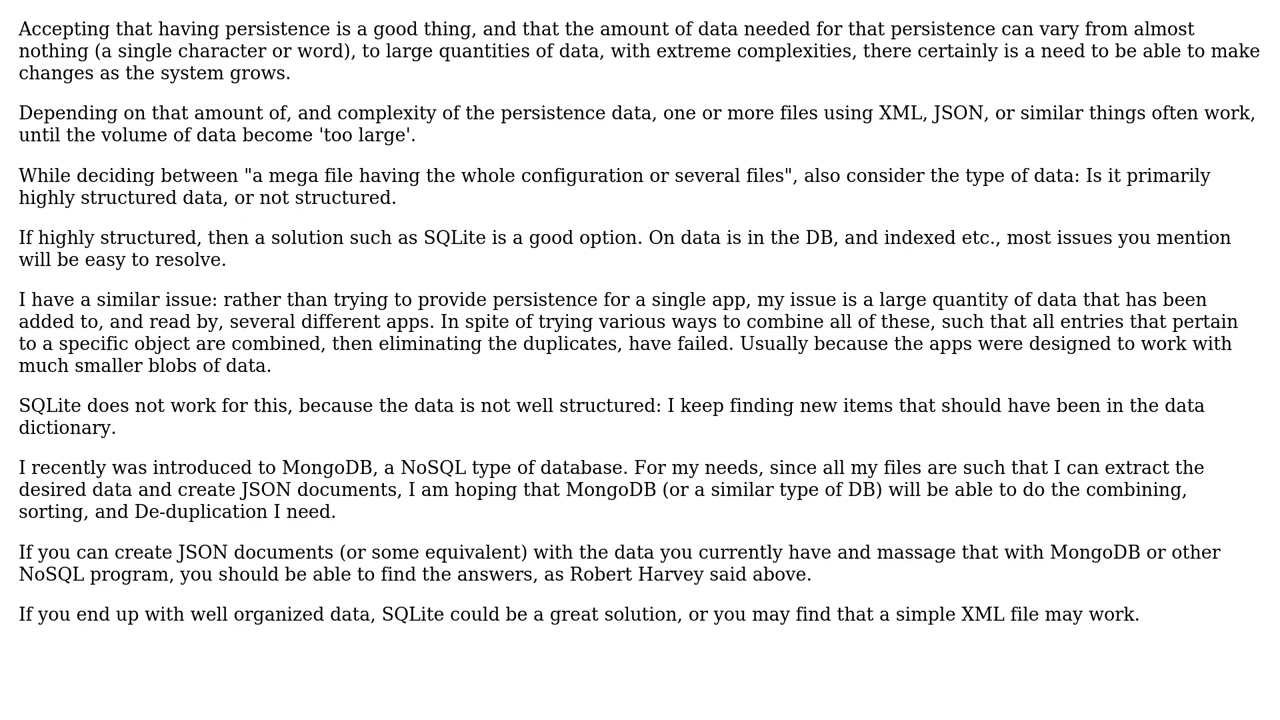 Accepting that having persistence is a good thing, and that the amount of data needed for that persistence can vary from almost
nothing (a single character or word), to large quantities of data, with extreme complexities, there certainly is a need to be able to make
changes as the system grows.
Depending on that amount of, and complexity of the persistence data, one or more files using XML, JSON, or similar things often work,
until the volume of data become 'too large'.
While deciding between "a mega file having the whole configuration or several files", also consider the type of data: Is it primarily
highly structured data, or not structured.
If highly structured, then a solution such as SQLite is a good option. On data is in the DB, and indexed etc., most issues you mention
will be easy to resolve.
I have a similar issue: rather than trying to provide persistence for a single app, my issue is a large quantity of data that has been
added to, and read by, several different apps. In spite of trying various ways to combine all of these, such that all entries that pertain
to a specific object are combined, then eliminating the duplicates, have failed. Usually because the apps were designed to work with
much smaller blobs of data.
SQLite does not work for this, because the data is not well structured: I keep finding new items that should have been in the data
dictionary.
I recently was introduced to MongoDB, a NoSQL type of database. For my needs, since all my files are such that I can extract the
desired data and create JSON documents, I am hoping that MongoDB (or a similar type of DB) will be able to do the combining,
sorting, and De-duplication I need.
If you can create JSON documents (or some equivalent) with the data you currently have and massage that with MongoDB or other
NoSQL program, you should be able to find the answers, as Robert Harvey said above.
If you end up with well organized data, SQLite could be a great solution, or you may find that a simple XML file may work.